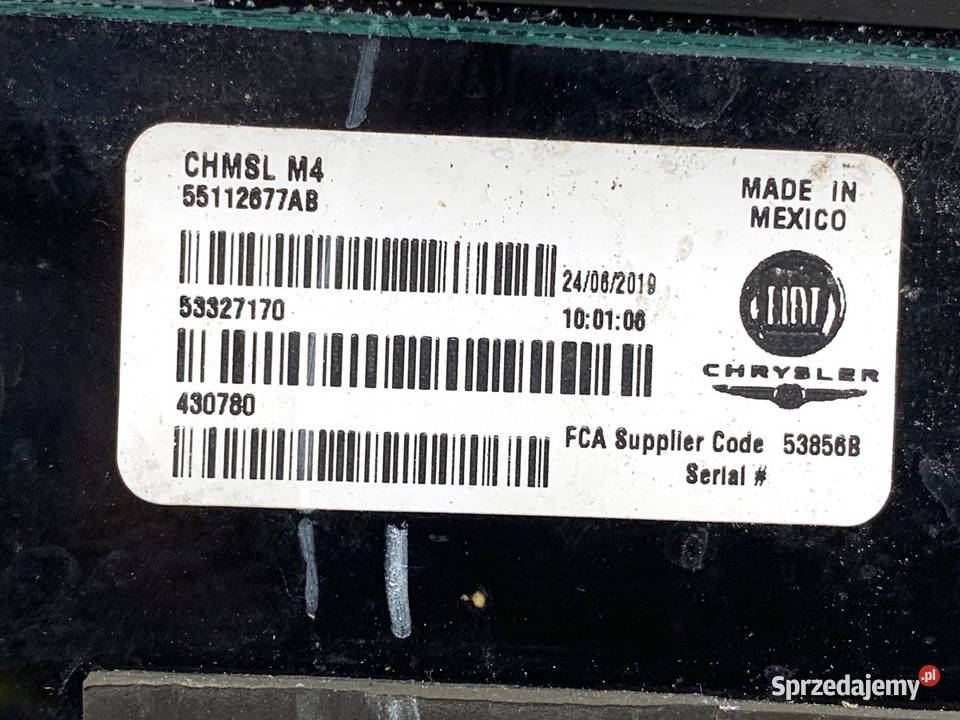 CHMSL M4
55112677AB
MADE IN
MEXICO
24/06/2019
53327170
10:01:06
FIAT
CHRYSLER
430780
FCA Supplier Code 53856B
Serial #
Sprzedajemy.pl